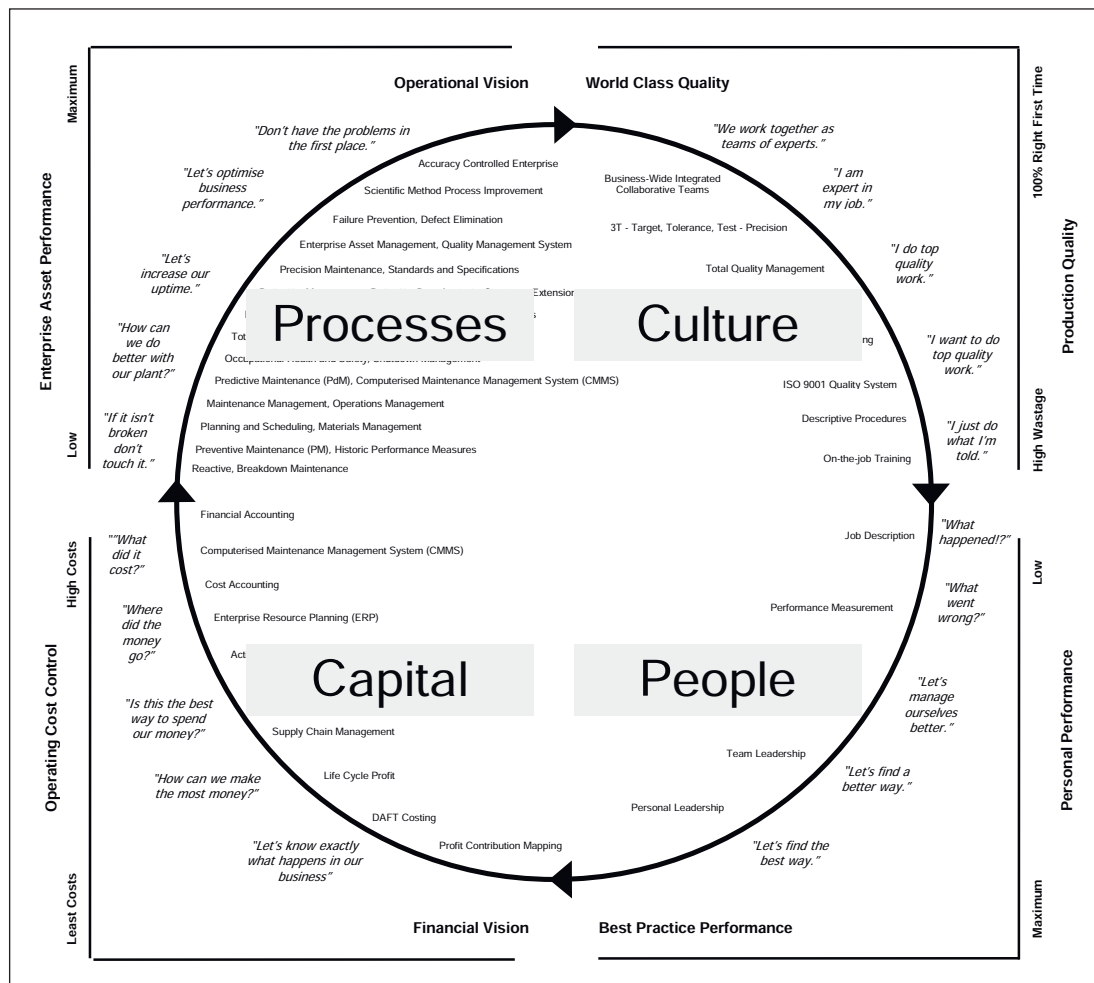 Operational Vision
World Class Quality
Maximum
Enterprise Asset Performance
Low
"Don't have the problems in
the first place."
"Let's optimise
business
performance."
"Let's
increase our
uptime."
"How can
we do
better with
our plant?"
"If it isn't
broken
don't
touch it."
Accuracy Controlled Enterprise
Scientific Method Process Improvement
Failure Prevention, Defect Elimination
Enterprise Asset Management, Quality Management System
Precision Maintenance, Standards and Specifications
Extension
Processes
Occupational Health and Safety, Shutdown Management
Predictive Maintenance (PdM), Computerised Maintenance Management System (CMMS)
Maintenance Management, Operations Management
Planning and Scheduling, Materials Management
Preventive Maintenance (PM), Historic Performance Measures
Reactive, Breakdown Maintenance
"We work together as
teams of experts."
"I am
expert in
my job."
"I do top
quality
work."
"I want to do
top quality
work."
"I just do
what I'm
told."
Business-Wide Integrated
Collaborative Teams
3T - Target, Tolerance, Test - Precision
Total Quality Management
Culture
ISO 9001 Quality System
Descriptive Procedures
On-the-job Training
100% Right First Time
Production Quality
High Wastage
High Costs
Operating Cost Control
Least Costs
""What
did it
cost?"
"Where
did the
money
go?"
"Is this the best
way to spend
our money?"
"How can we make
the most money?"
"Let's know exactly
what happens in our
business"
Financial Accounting
Computerised Maintenance Management System (CMMS)
Cost Accounting
Enterprise Resource Planning (ERP)
Capital
Supply Chain Management
Life Cycle Profit
DAFT Costing
Profit Contribution Mapping
Job Description
Performance Measurement
People
Team Leadership
Personal Leadership
"What
happened!?"
"What
went
wrong?"
"Let's
manage
ourselves
better."
"Let's find a
better way."
"Let's find the
best way."
Low
Personal Performance
Maximum
Financial Vision
Best Practice Performance